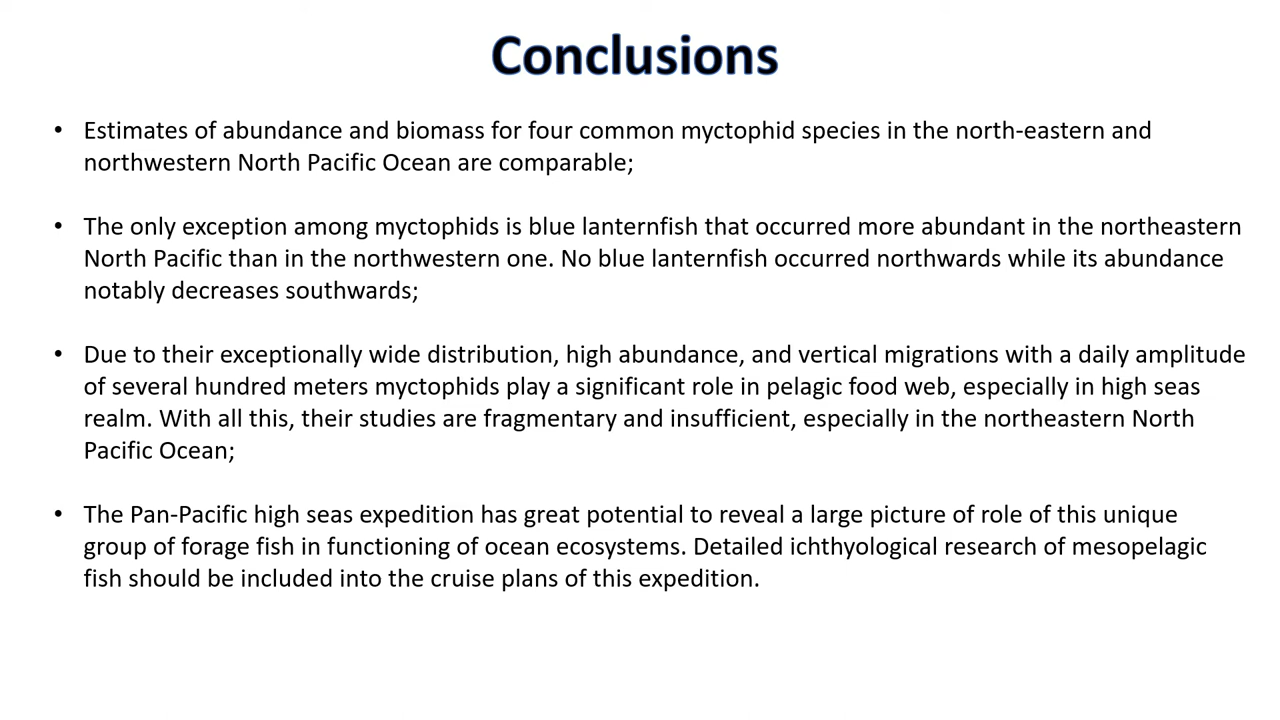 Conclusions
• Estimates of abundance and biomass for four common myctophid species in the north-eastern and
northwestern North Pacific Ocean are comparable;
• The only exception among myctophids is blue lanternfish that occurred more abundant in the northeastern
North Pacific than in the northwestern one. No blue lanternfish occurred northwards while its abundance
notably decreases southwards;
• Due to their exceptionally wide distribution, high abundance, and vertical migrations with a daily amplitude
of several hundred meters myctophids play a significant role in pelagic food web, especially in high seas
realm. With all this, their studies are fragmentary and insufficient, especially in the northeastern North
Pacific Ocean;
• The Pan-Pacific high seas expedition has great potential to reveal a large picture of role of this unique
group of forage fish in functioning of ocean ecosystems. Detailed ichthyological research of mesopelagic
fish should be included into the cruise plans of this expedition.